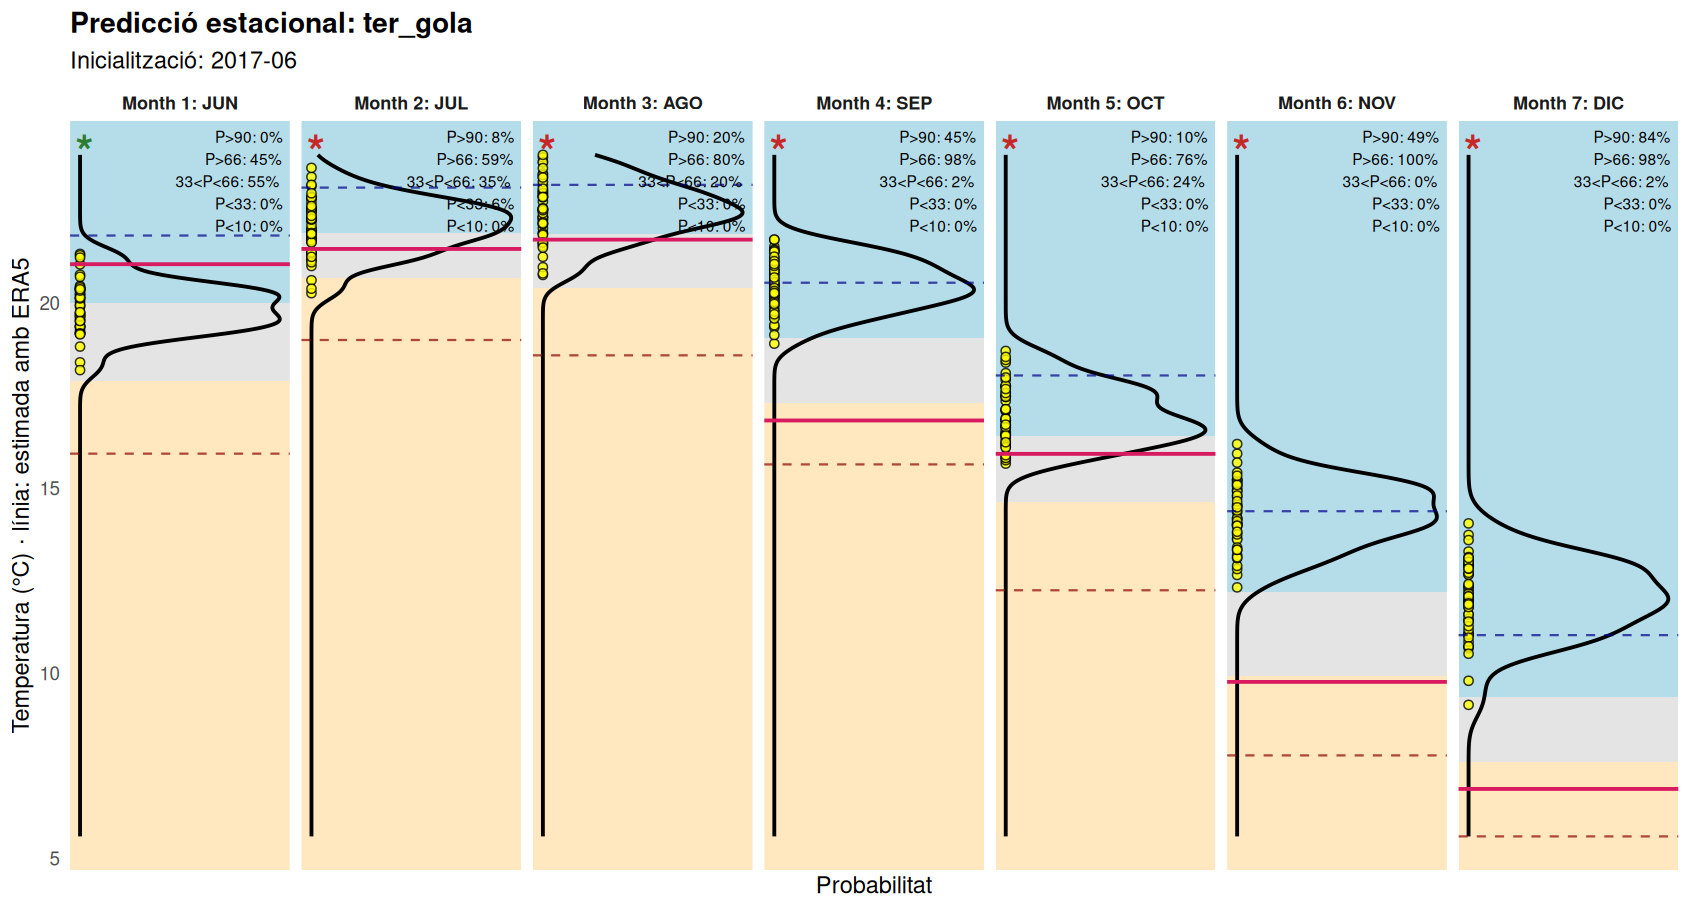 Predicció estacional: ter_gola
Inicialització: 2017-06
Month 1: JUN
Month 2: JUL
Month 3: AGO
Month 4: SEP
Month 5: OCT
Month 6: NOV
Month 7: DIC
*
P>90: 0%
P>66: 45%
33<P<66: 55%
P<33: 0%
P<10: 0%
*
P>90: 8%
P>66: 59%
33<P<66: 35%
P<33: 6%
P<10: 0%
*
P>90: 20%
P>66: 80%
33<P<66: 20%
P<33: 0%
P<10: 0%
*
P>90: 45%
P>66: 98%
33<P<66: 2%
P<33: 0%
P<10: 0%
*
P>90: 10%
P>66: 76%
33<P<66: 24%
P<33: 0%
P<10: 0%
*
P>90: 49%
P>66: 100%
33<P<66: 0%
P<33: 0%
P<10: 0%
*
P>90: 84%
P>66: 98%
33<P<66: 2%
P<33: 0%
P<10: 0%
Temperatura (°C) · línia: estimada amb ERA5
20
15
10
5
Probabilitat